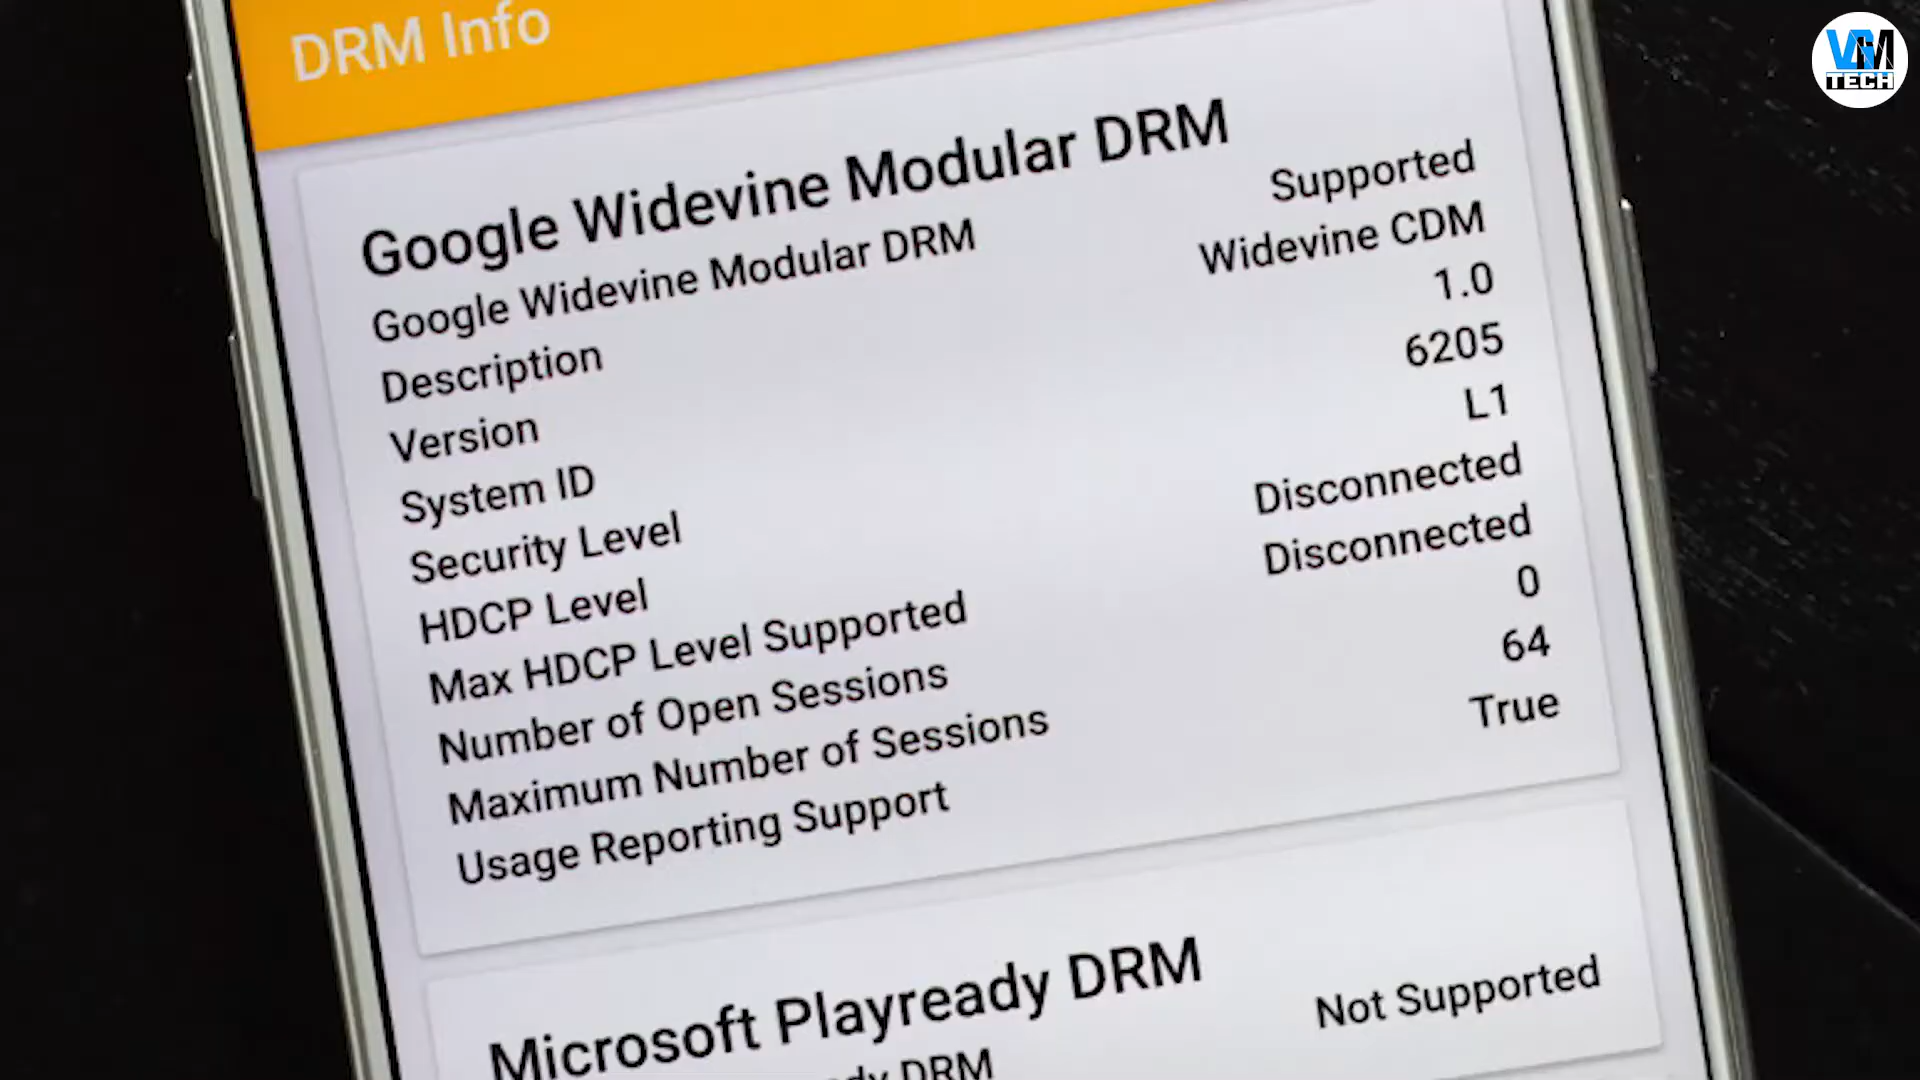 DRM Info
VGM
TECH
Google Widevine Modular DRM
Google Widevine Modular DRM Supported
Description Widevine CDM
Version 1.0
System ID 6205
Security Level L1
HDCP Level Disconnected
Max HDCP Level Supported Disconnected
Number of Open Sessions 0
Maximum Number of Sessions 64
Usage Reporting Support True
Microsoft Playready DRM
DRM Not Supported